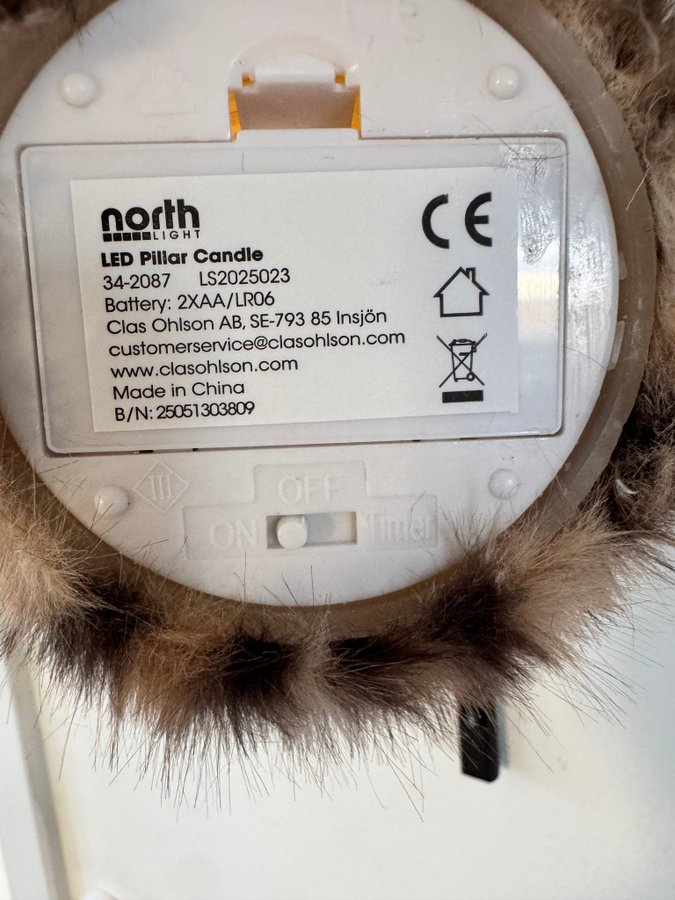 north
LIGHT
LED Pillar Candle
34-2087 LS2025023
Battery: 2XAA/LR06
Clas Ohlson AB, SE-793 85 Insjön
customerservice@clasohlson.com
www.clasohlson.com
Made in China
B/N: 25051303809
CE
OFF
ON Timer